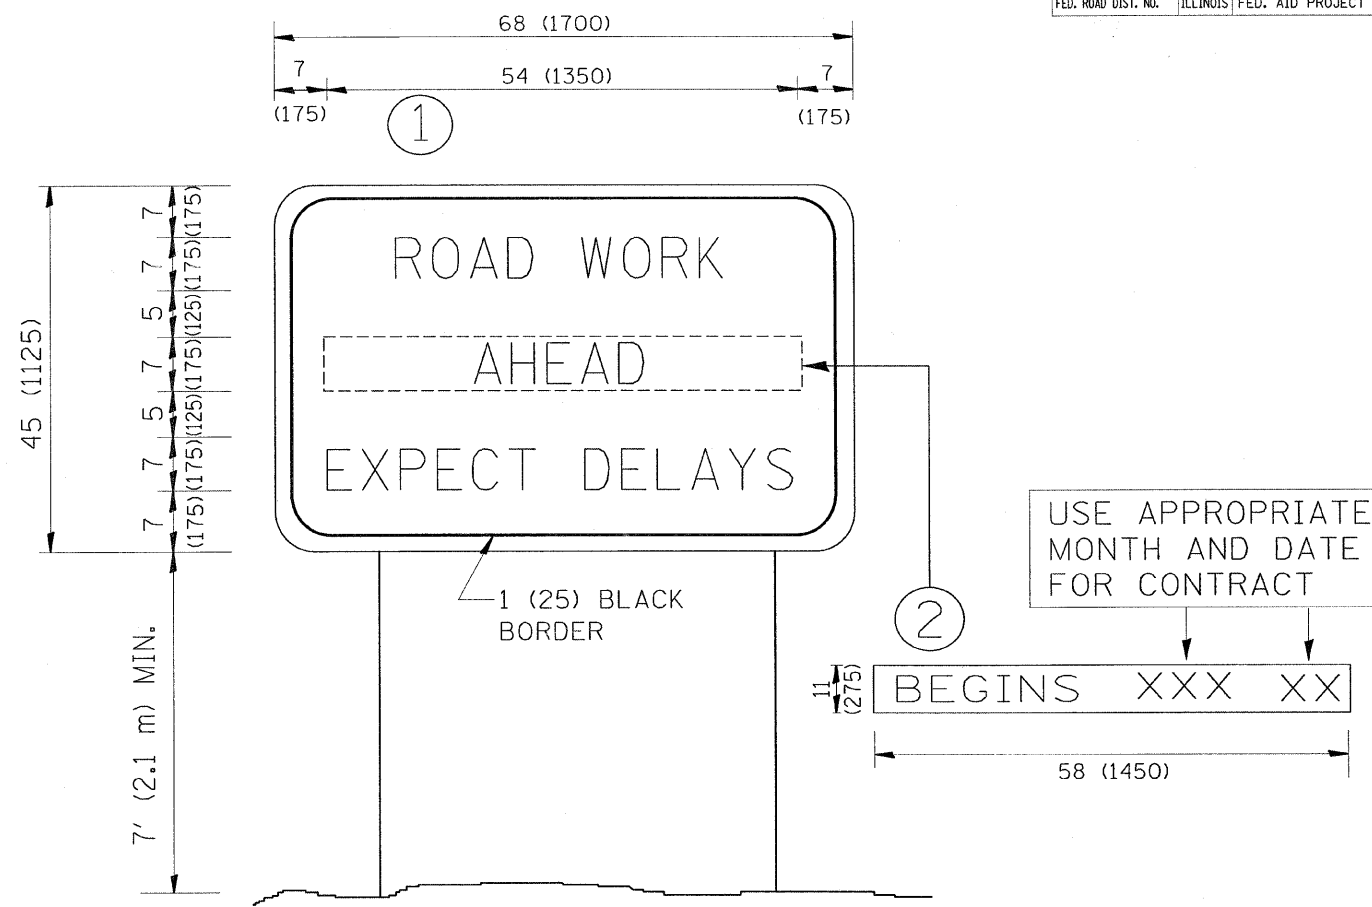 FED. ROAD DIST. NO. ILLINOIS FED. AID PROJECT
68 (1700)
7 54 (1350) 7
(175) (175)
1
7 (175)
7 (175)
5 (125)
7 (175)
5 (125)
7 (175)
7 (175)
45 (1125)
ROAD WORK
AHEAD
EXPECT DELAYS
1 (25) BLACK
BORDER
7' (2.1 m) MIN.
2
USE APPROPRIATE
MONTH AND DATE
FOR CONTRACT
11
(275)
BEGINS XXX XX
58 (1450)